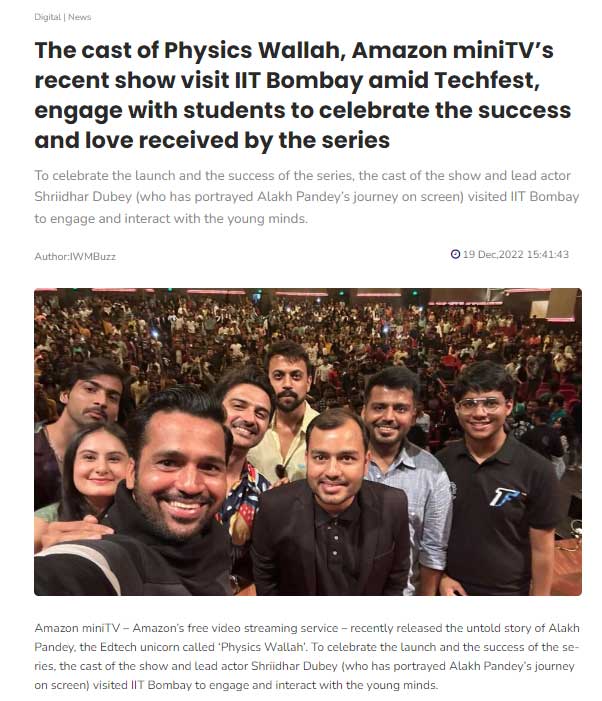 Digital | News
The cast of Physics Wallah, Amazon miniTV’s
recent show visit IIT Bombay amid Techfest,
engage with students to celebrate the success
and love received by the series
To celebrate the launch and the success of the series, the cast of the show and lead actor
Shriidhar Dubey (who has portrayed Alakh Pandey’s journey on screen) visited IIT Bombay
to engage and interact with the young minds.
Author:IWMBuzz
19 Dec,2022 15:41:43
TF
Amazon miniTV – Amazon’s free video streaming service – recently released the untold story of Alakh
Pandey, the Edtech unicorn called ‘Physics Wallah’. To celebrate the launch and the success of the se-
ries, the cast of the show and lead actor Shriidhar Dubey (who has portrayed Alakh Pandey’s journey
on screen) visited IIT Bombay to engage and interact with the young minds.